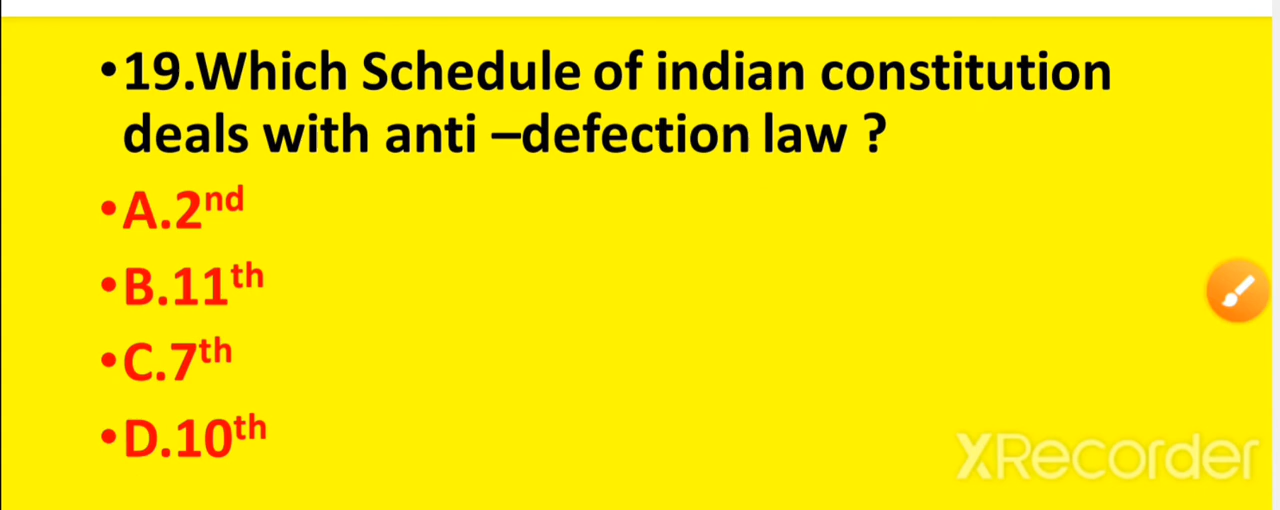 •19.Which Schedule of indian constitution
deals with anti –defection law ?
•A.2nd
•B.11th
•C.7th
•D.10th
XRecorder